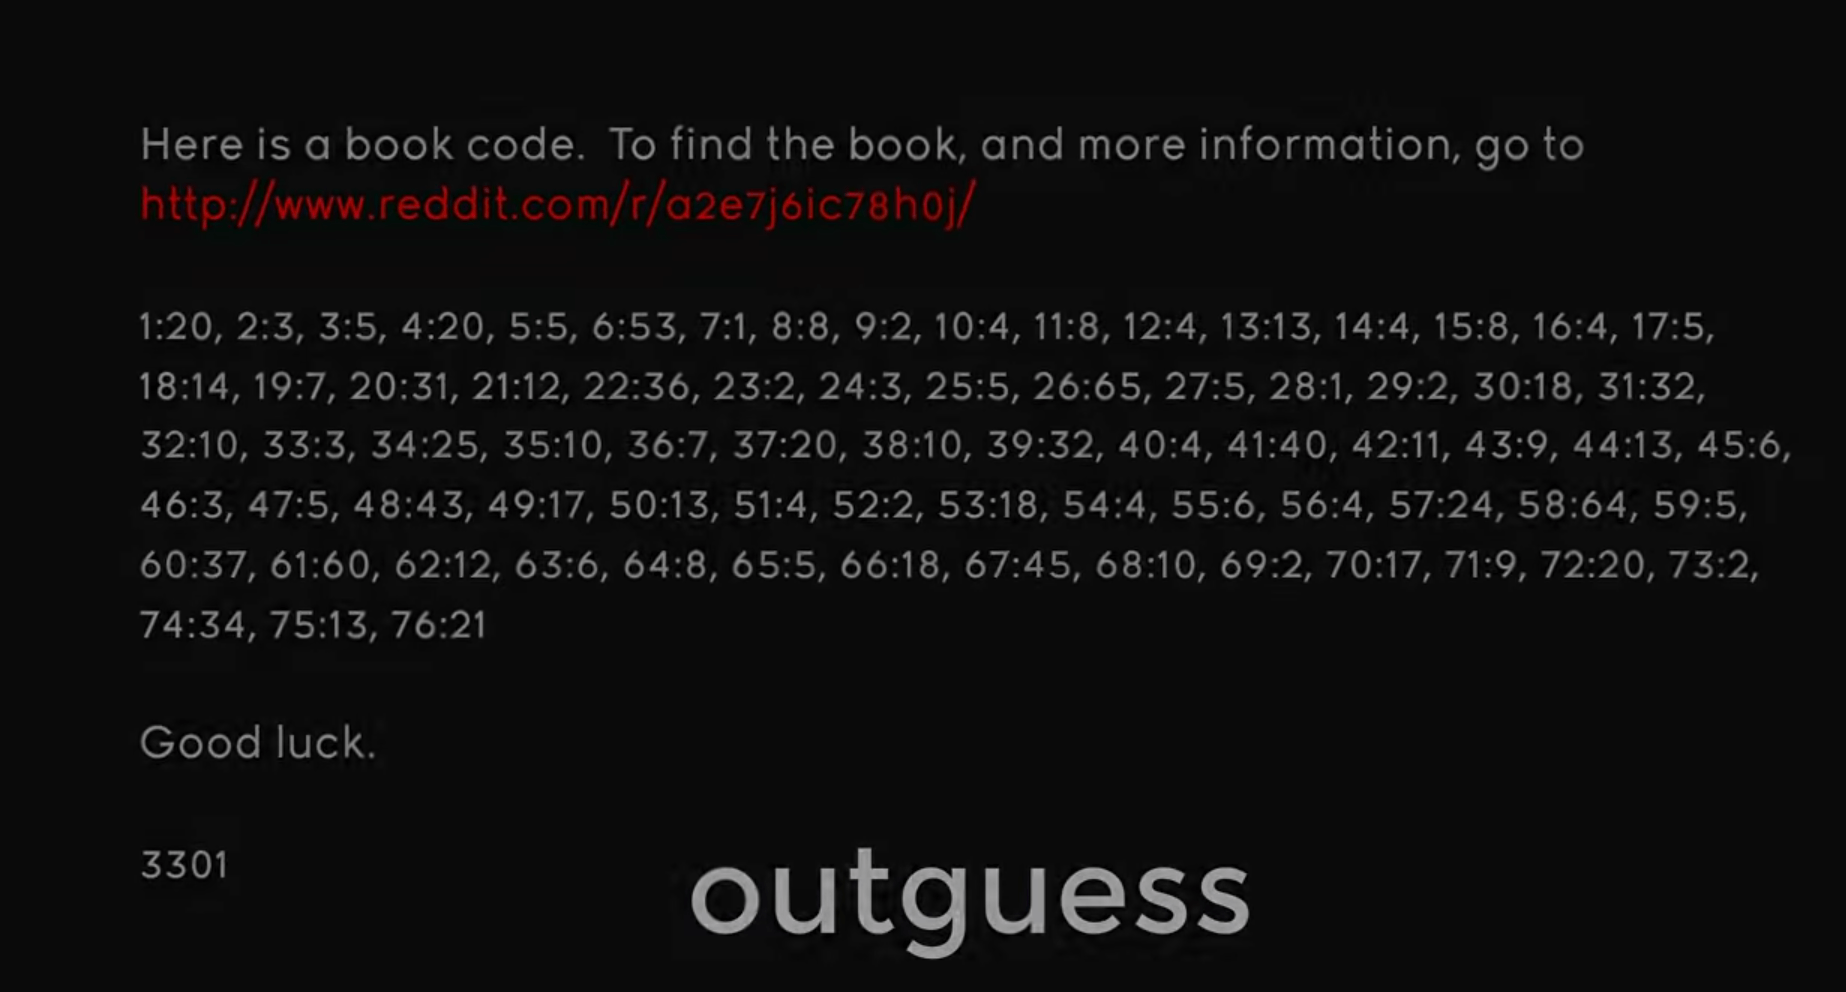 Here is a book code.  To find the book, and more information, go to
http://www.reddit.com/r/a2e7j6ic78h0j/
1:20, 2:3, 3:5, 4:20, 5:5, 6:53, 7:1, 8:8, 9:2, 10:4, 11:8, 12:4, 13:13, 14:4, 15:8, 16:4, 17:5,
18:14, 19:7, 20:31, 21:12, 22:36, 23:2, 24:3, 25:5, 26:65, 27:5, 28:1, 29:2, 30:18, 31:32,
32:10, 33:3, 34:25, 35:10, 36:7, 37:20, 38:10, 39:32, 40:4, 41:40, 42:11, 43:9, 44:13, 45:6,
46:3, 47:5, 48:43, 49:17, 50:13, 51:4, 52:2, 53:18, 54:4, 55:6, 56:4, 57:24, 58:64, 59:5,
60:37, 61:60, 62:12, 63:6, 64:8, 65:5, 66:18, 67:45, 68:10, 69:2, 70:17, 71:9, 72:20, 73:2,
74:34, 75:13, 76:21
Good luck.
3301
outguess